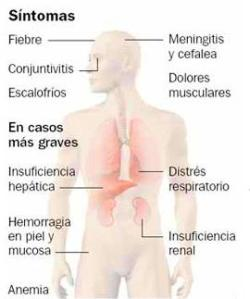 Síntomas
Fiebre
Meningitis
y cefalea
Conjuntivitis
Dolores
musculares
Escalofríos
En casos
más graves
Insuficiencia
hepática
Distrés
respiratorio
Hemorragia
en piel y
mucosa
Insuficiencia
renal
Anemia